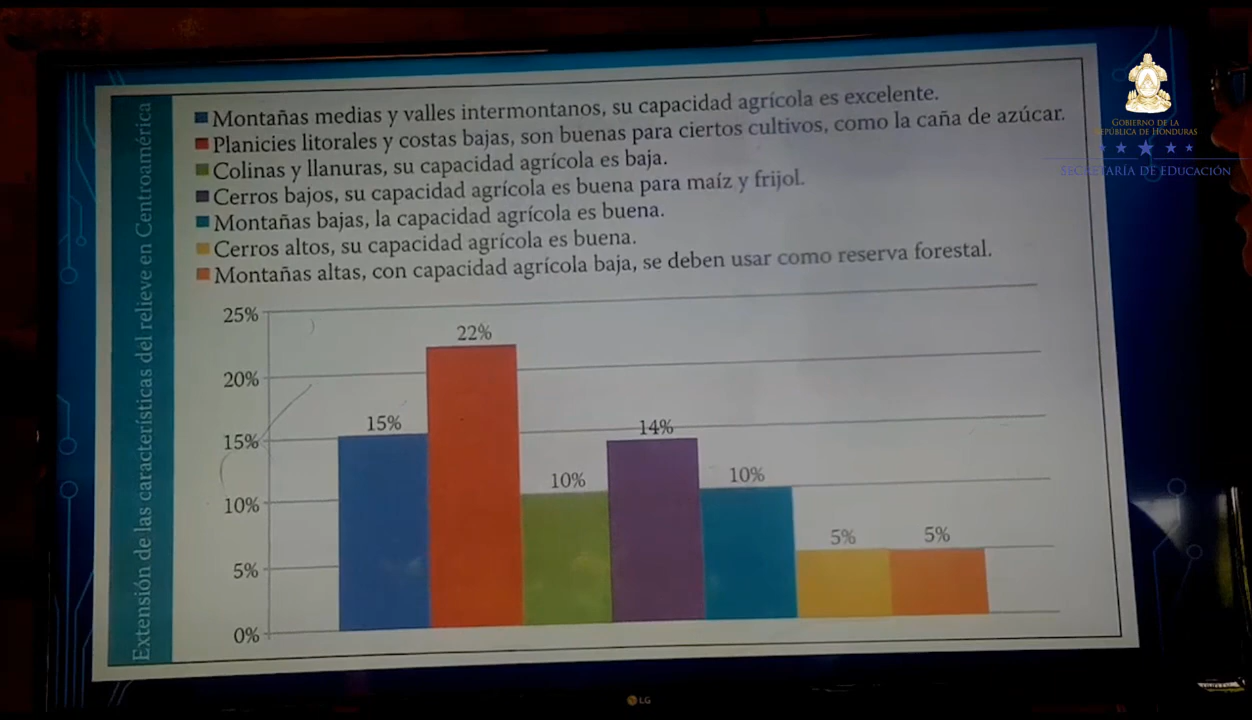 GOBIERNO DE LA
REPÚBLICA DE HONDURAS
SECRETARÍA DE EDUCACIÓN
Extensión de las características del relieve en Centroamérica
Montañas medias y valles intermontanos, su capacidad agrícola es excelente.
Planicies litorales y costas bajas, son buenas para ciertos cultivos, como la caña de azúcar.
Colinas y llanuras, su capacidad agrícola es baja.
Cerros bajos, su capacidad agrícola es buena para maíz y frijol.
Montañas bajas, la capacidad agrícola es buena.
Cerros altos, su capacidad agrícola es buena.
Montañas altas, con capacidad agrícola baja, se deben usar como reserva forestal.
25%
20%
15%
10%
5%
0%
15%
22%
10%
14%
10%
5%
5%
LG